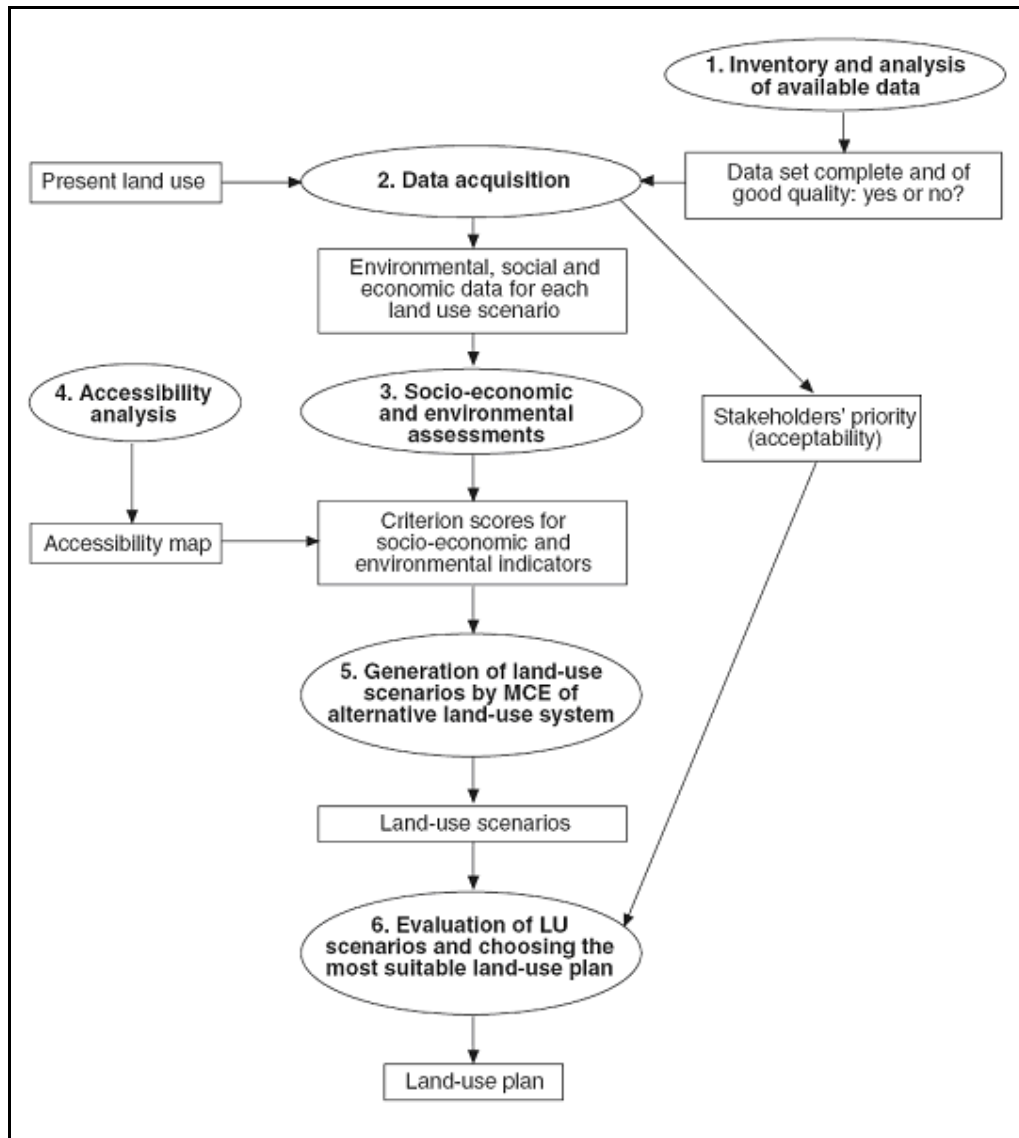 1. Inventory and analysis
of available data
Present land use
2. Data acquisition
Data set complete and of
good quality: yes or no?
Environmental, social and
economic data for each
land use scenario
4. Accessibility
analysis
3. Socio-economic
and environmental
assessments
Stakeholders' priority
(acceptability)
Accessibility map
Criterion scores for
socio-economic and
environmental indicators
5. Generation of land-use
scenarios by MCE of
alternative land-use system
Land-use scenarios
6. Evaluation of LU
scenarios and choosing the
most suitable land-use plan
Land-use plan